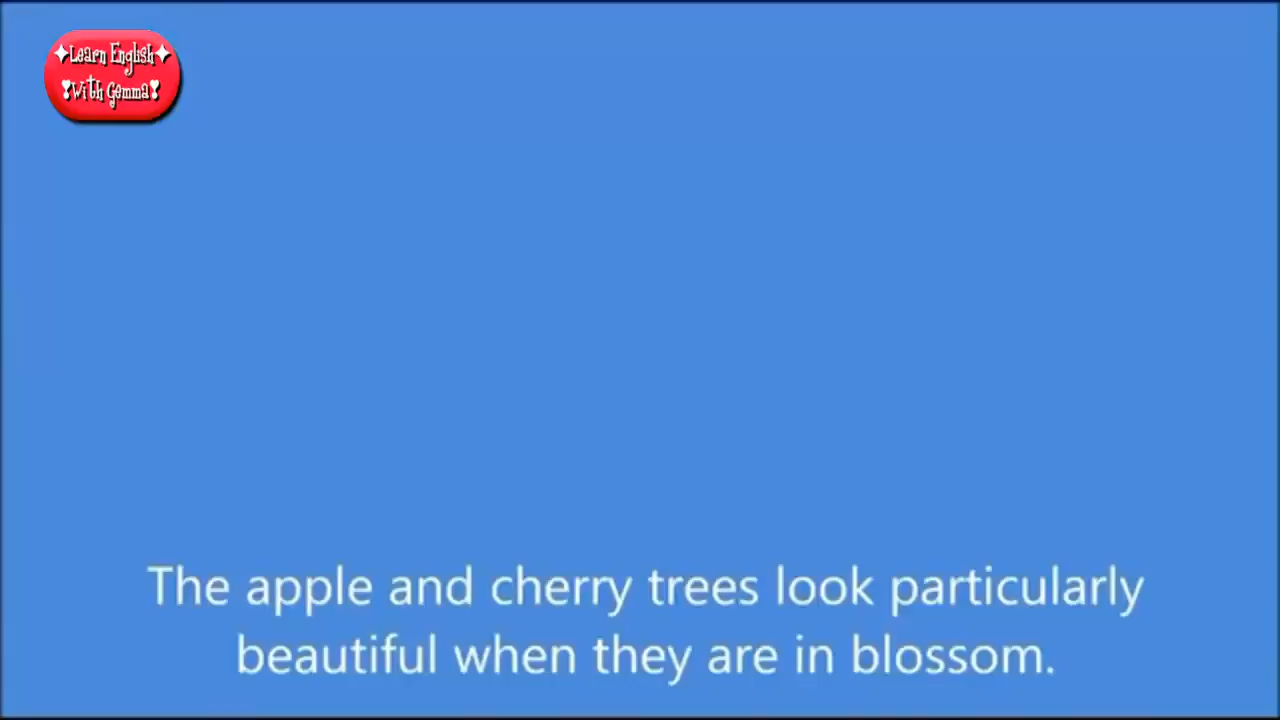 Learn English
With Gemma
The apple and cherry trees look particularly
beautiful when they are in blossom.